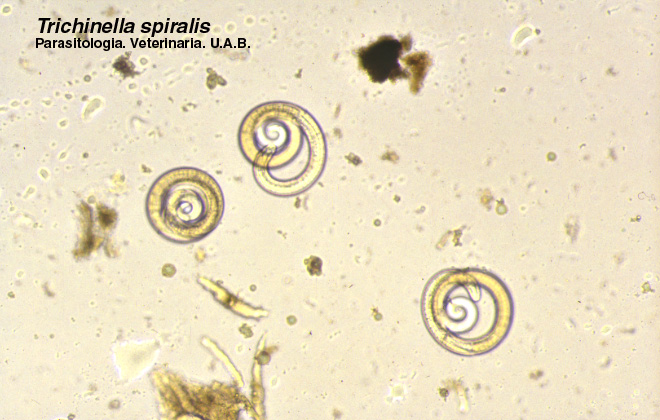 Trichinella spiralis
Parasitologia. Veterinaria. U.A.B.